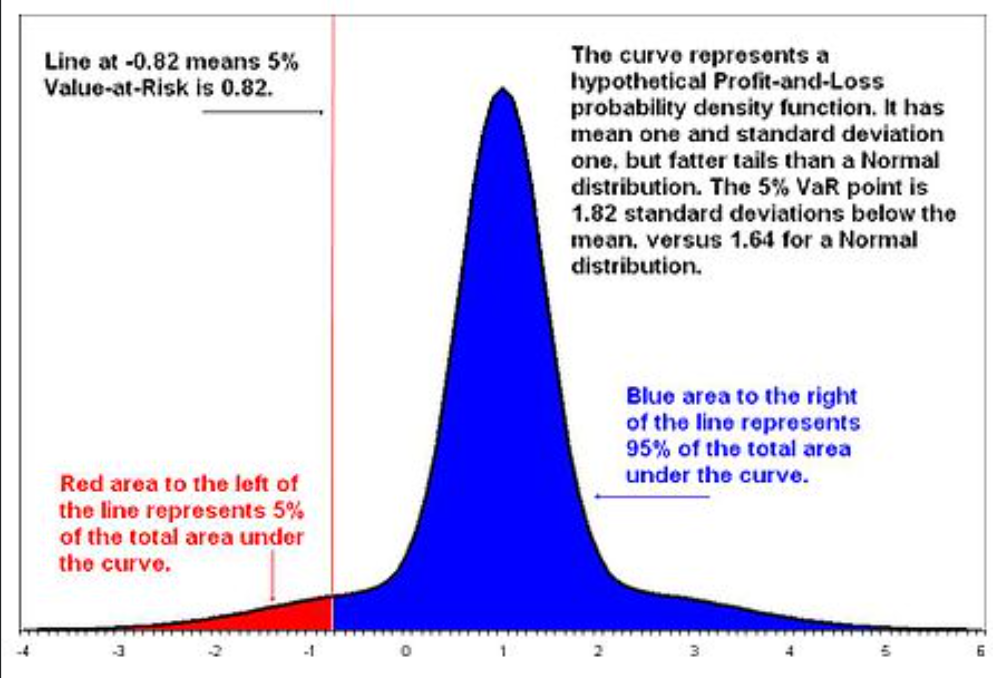 Line at -0.82 means 5%
Value-at-Risk is 0.82.
The curve represents a
hypothetical Profit-and-Loss
probability density function. It has
mean one and standard deviation
one, but fatter tails than a Normal
distribution. The 5% VaR point is
1.82 standard deviations below the
mean, versus 1.64 for a Normal
distribution.
Blue area to the right
of the line represents
95% of the total area
under the curve.
Red area to the left of
the line represents 5%
of the total area under
the curve.
-4 -3 -2 -1 0 1 2 3 4 5 6